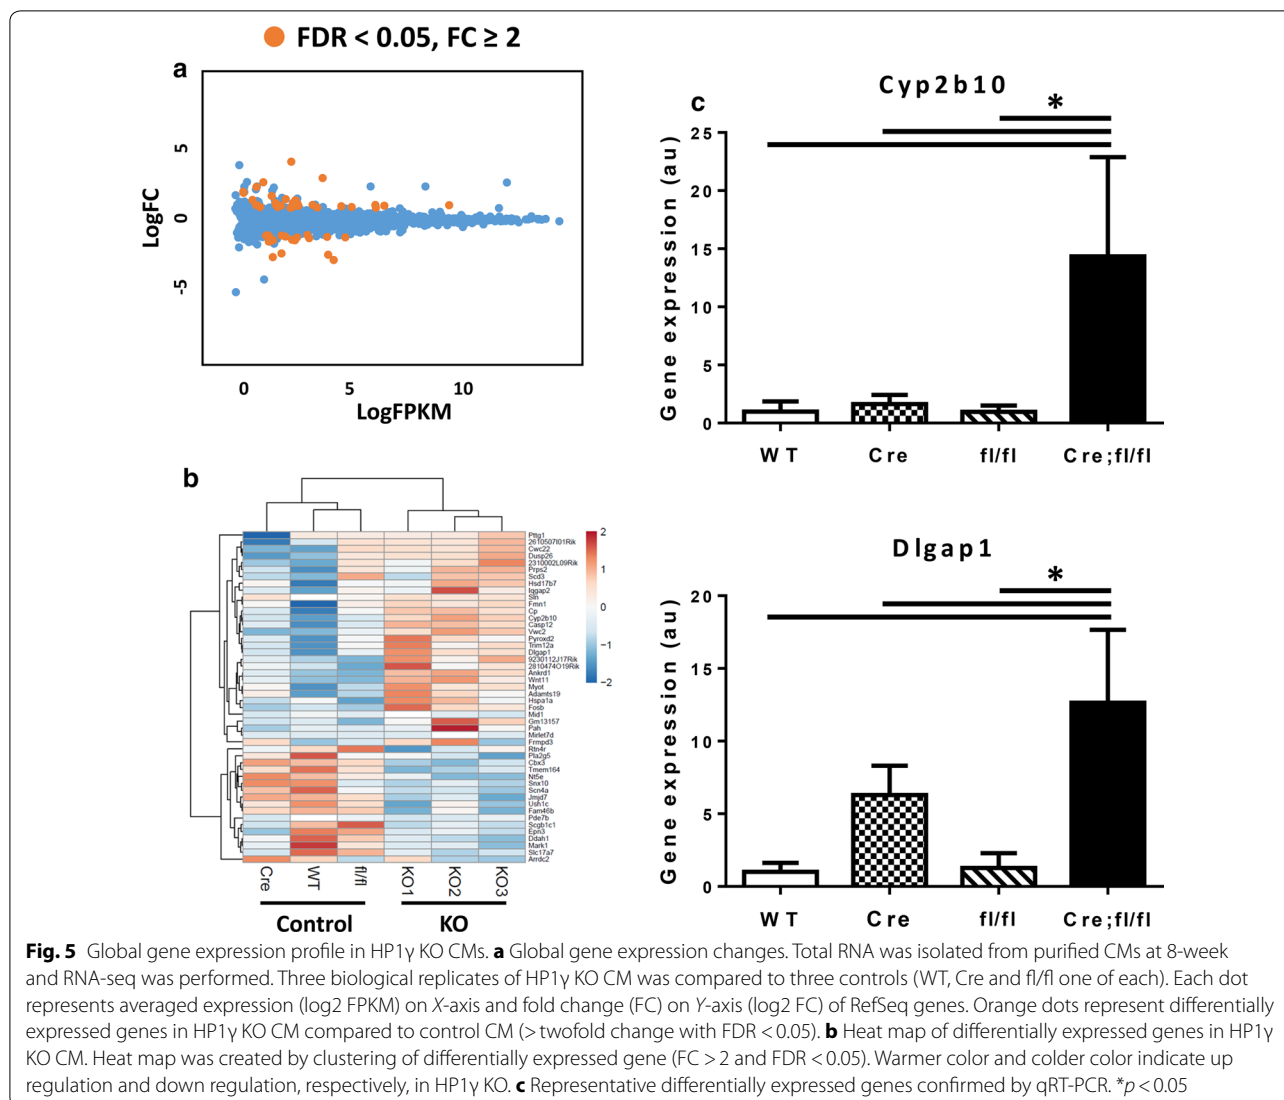 FDR < 0.05, FC ≥ 2
a
5
0
-5
LogFC
0 5 10
LogFPKM
b
Pttg1
2610507I01Rik
Cwc22
Dusp26
2310002L09Rik
Prps2
Scd3
Hsd17b7
Iqgap2
Sln
Fmn1
Cp
Cyp2b10
Casp12
Vwc2
Pyroxd2
Trim12a
Dlgap1
9230112J17Rik
2810474O19Rik
Ankrd1
Wnt11
Myot
Adamts19
Hspa1a
Fosb
Mid1
Gm13157
Pah
Mirlet7d
Frmpd3
Rtn4r
Pla2g5
Cbx3
Tmem164
Nt5e
Snx10
Scn4a
Jmjd7
Ush1c
Fam46b
Pde7b
Scgb1c1
Epn3
Ddah1
Mark1
Slc17a7
Arrdc2
2
1
0
−1
−2
Cre WT fl/fl KO1 KO2 KO3
Control KO
c
Cyp2b10
*
25
20
15
10
5
0
Gene expression (au)
WT Cre fl/fl Cre;fl/fl
Dlgap1
*
20
15
10
5
0
Gene expression (au)
WT Cre fl/fl Cre;fl/fl
Fig. 5 Global gene expression profile in HP1γ KO CMs. a Global gene expression changes. Total RNA was isolated from purified CMs at 8-week
and RNA-seq was performed. Three biological replicates of HP1γ KO CM was compared to three controls (WT, Cre and fl/fl one of each). Each dot
represents averaged expression (log2 FPKM) on X-axis and fold change (FC) on Y-axis (log2 FC) of RefSeq genes. Orange dots represent differentially
expressed genes in HP1γ KO CM compared to control CM (> twofold change with FDR < 0.05). b Heat map of differentially expressed genes in HP1γ
KO CM. Heat map was created by clustering of differentially expressed gene (FC > 2 and FDR < 0.05). Warmer color and colder color indicate up
regulation and down regulation, respectively, in HP1γ KO. c Representative differentially expressed genes confirmed by qRT-PCR. *p < 0.05